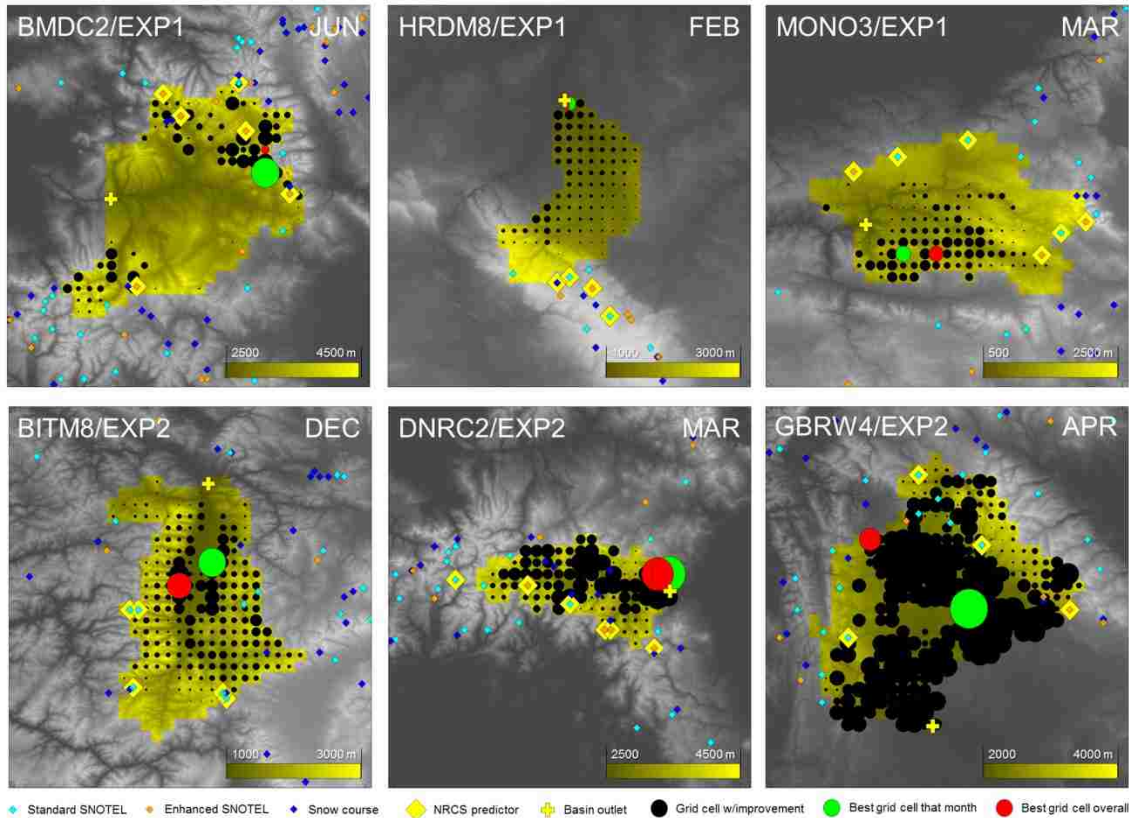 BMDC2/EXP1 JUN
HRDM8/EXP1 FEB
MONO3/EXP1 MAR
2500 4500 m
1000 3000 m
500 2500 m
BITM8/EXP2 DEC
DNRC2/EXP2 MAR
GBRW4/EXP2 APR
1000 3000 m
2500 4500 m
2000 4000 m
Standard SNOTEL Enhanced SNOTEL Snow course NRCS predictor Basin outlet Grid cell w/improvement Best grid cell that month Best grid cell overall